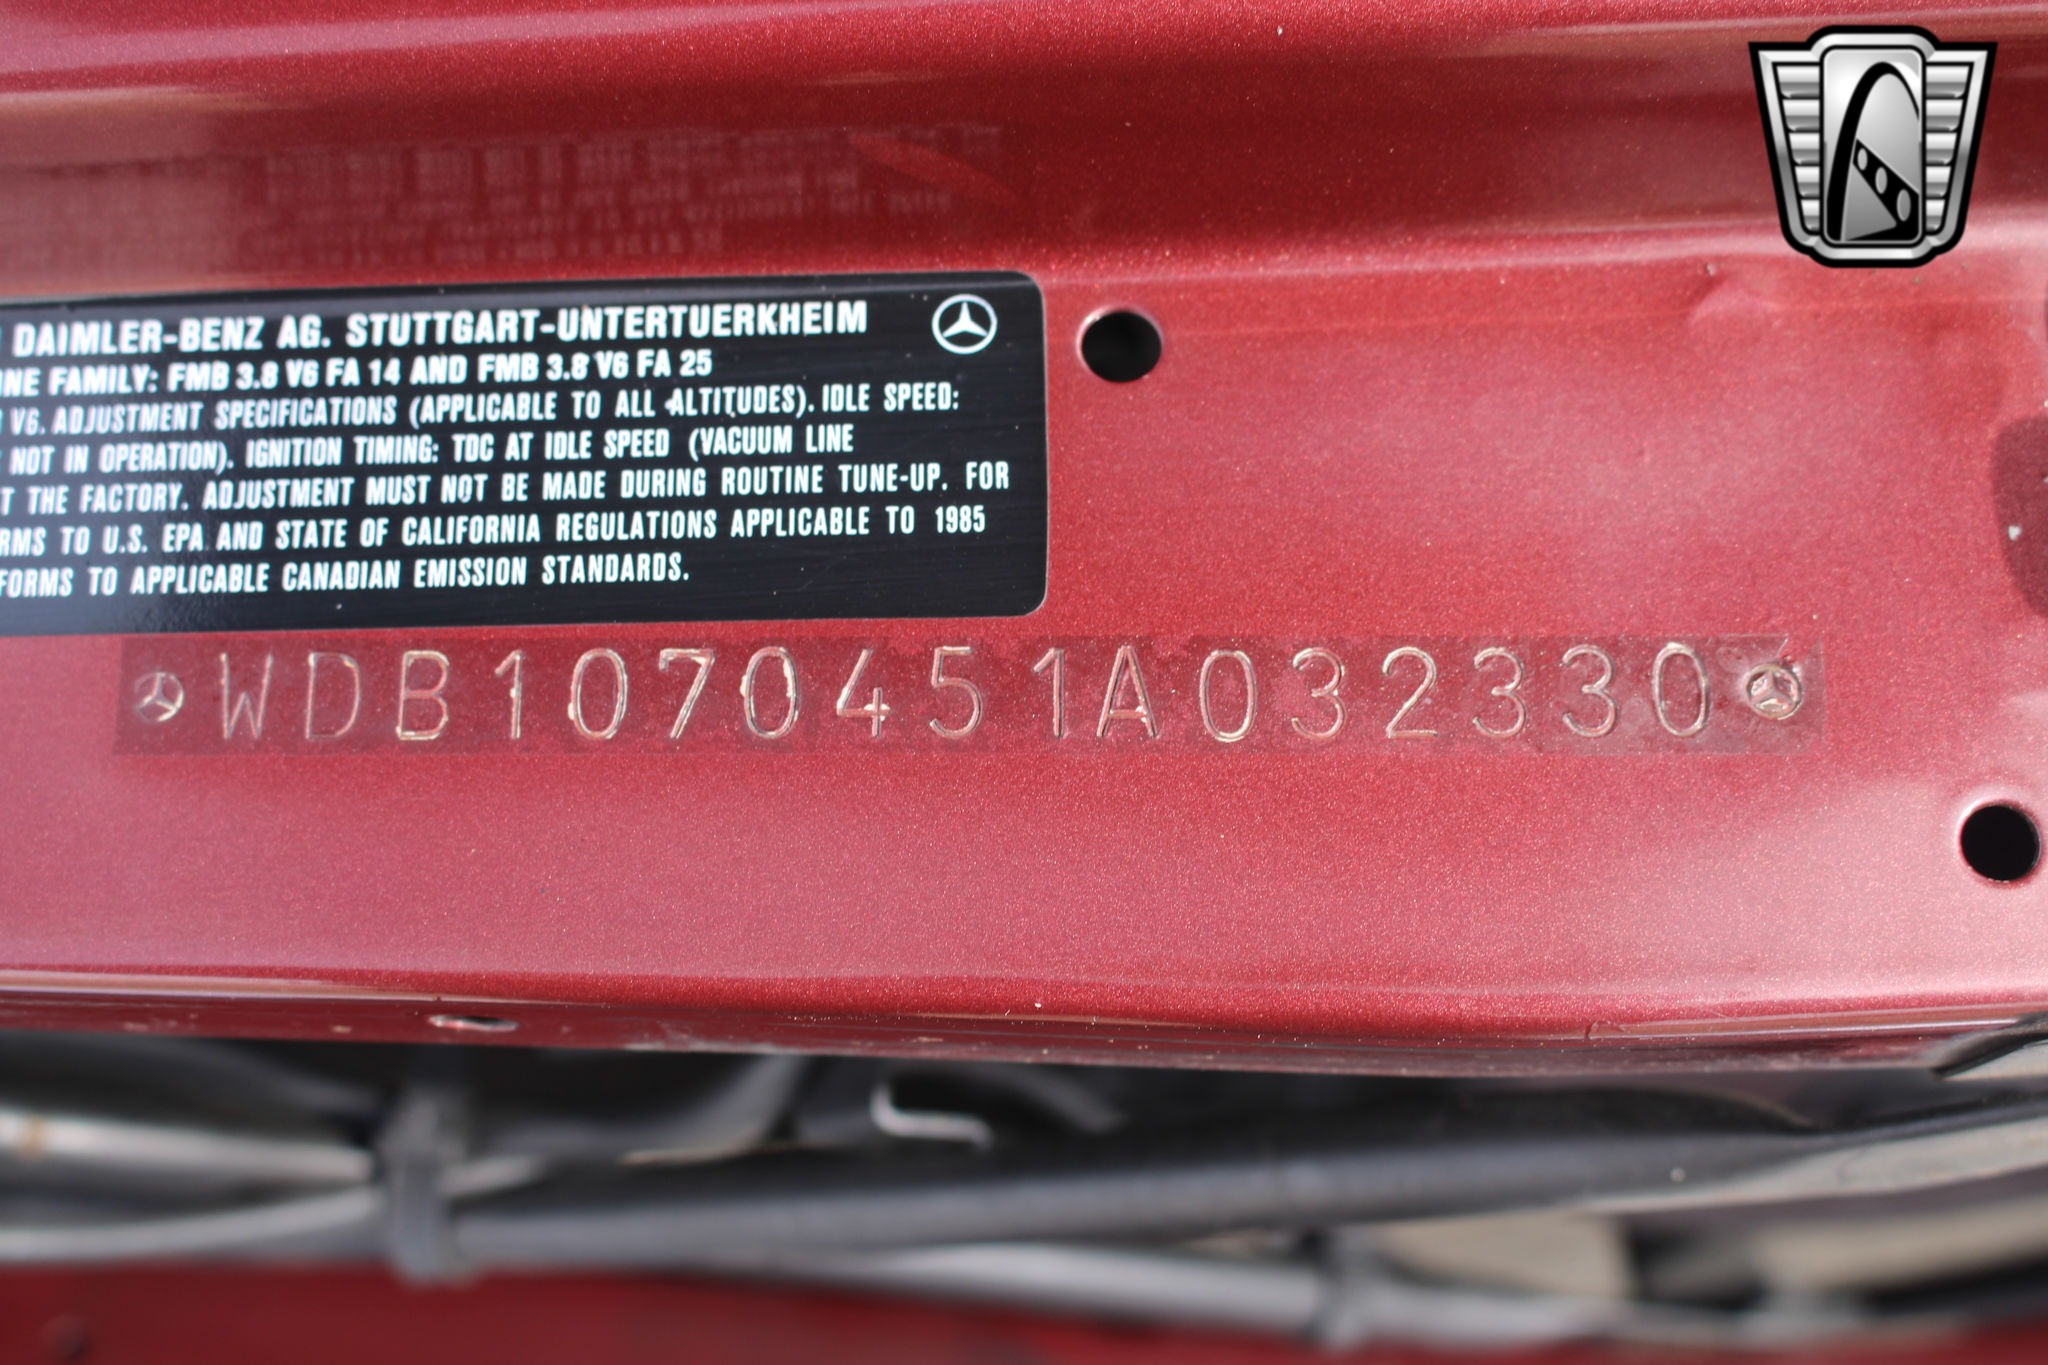 DAIMLER-BENZ AG. STUTTGART-UNTERTUERKHEIM
INE FAMILY: FMB 3.8 V6 FA 14 AND FMB 3.8 V6 FA 25
V6. ADJUSTMENT SPECIFICATIONS (APPLICABLE TO ALL ALTITUDES). IDLE SPEED:
NOT IN OPERATION). IGNITION TIMING: TDC AT IDLE SPEED (VACUUM LINE
T THE FACTORY. ADJUSTMENT MUST NOT BE MADE DURING ROUTINE TUNE-UP. FOR
RMS TO U.S. EPA AND STATE OF CALIFORNIA REGULATIONS APPLICABLE TO 1985
FORMS TO APPLICABLE CANADIAN EMISSION STANDARDS.
WDB1070451A032330